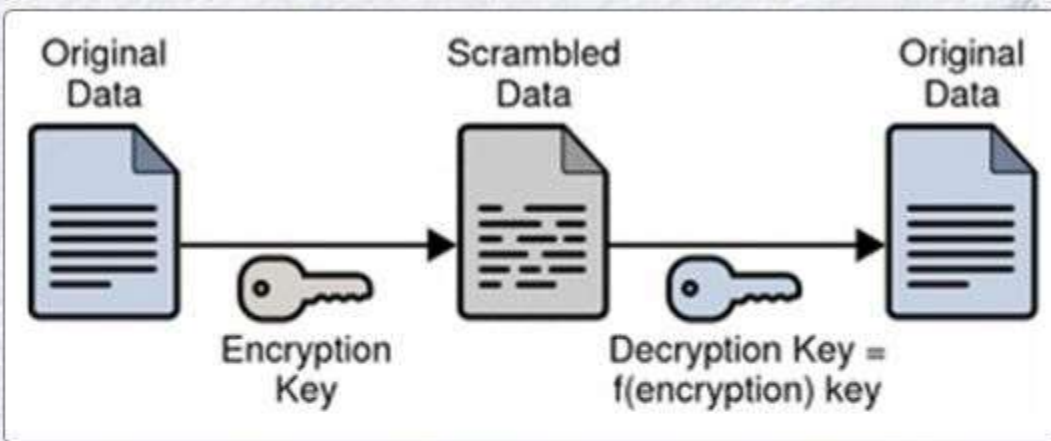 Original
Data
Scrambled
Data
Original
Data
Encryption
Key
Decryption Key =
f(encryption) key